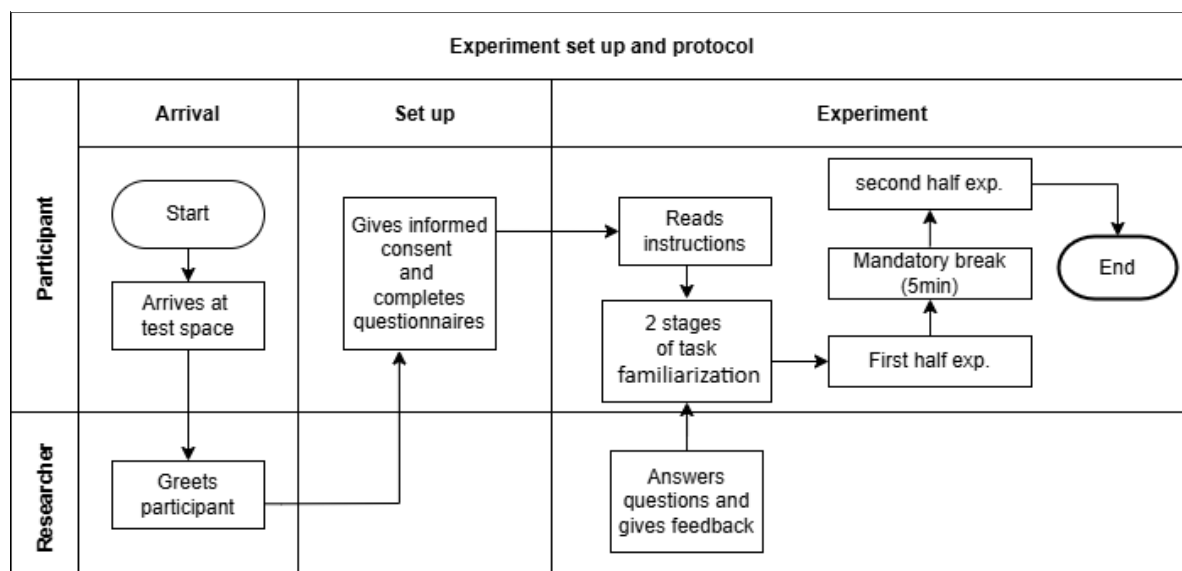 Experiment set up and protocol
Arrival
Set up
Experiment
Participant
Start
Arrives at
test space
Gives informed
consent
and
completes
questionnaires
Reads
instructions
2 stages
of task
familiarization
First half exp.
Mandatory break
(5min)
second half exp.
End
Researcher
Greets
participant
Answers
questions and
gives feedback